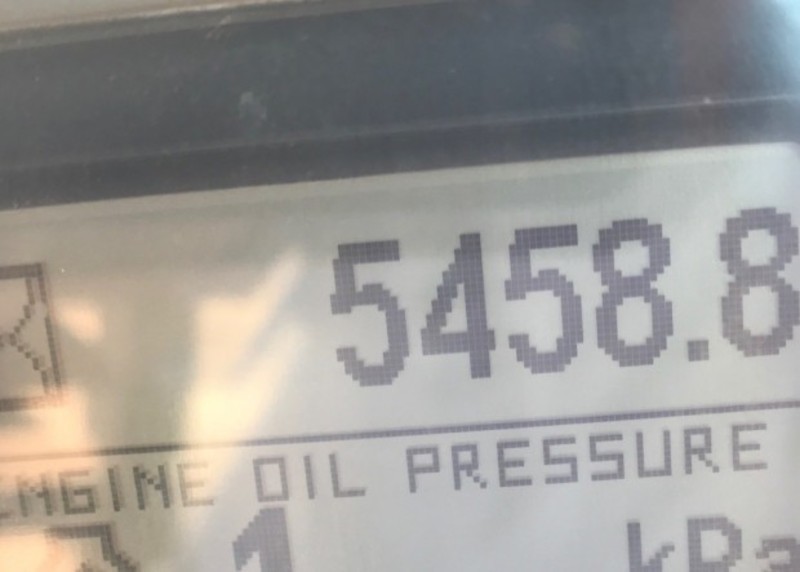 5458.8
ENGINE OIL PRESSURE
kPa